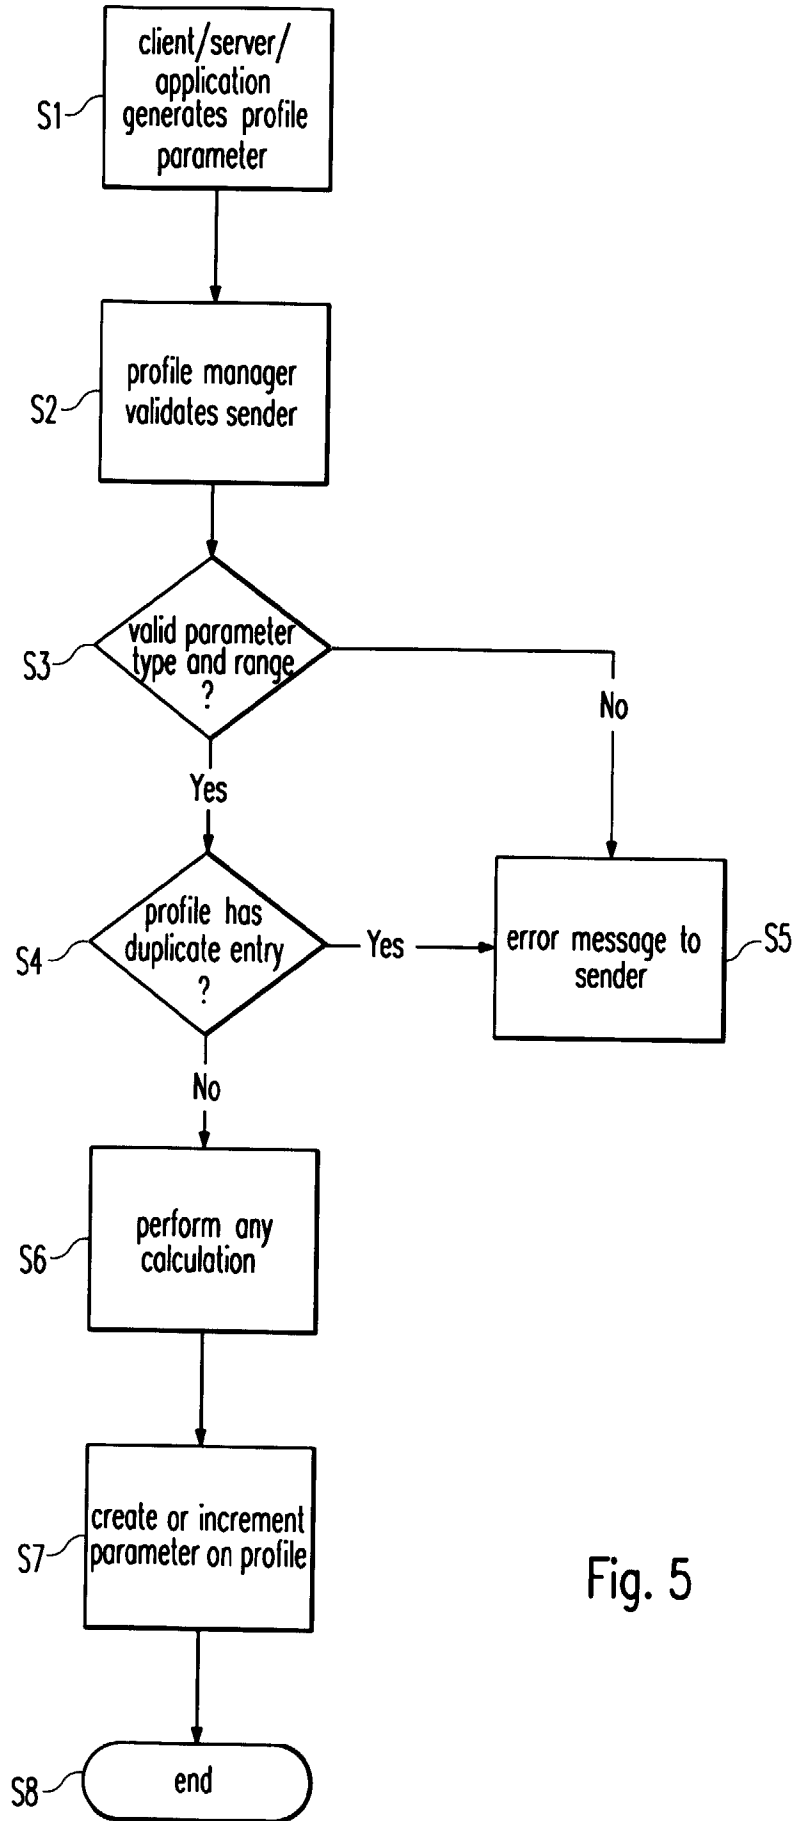 client/server/
application
generates profile
parameter
S1
profile manager
validates sender
S2
valid parameter
type and range
?
S3
No
Yes
profile has
duplicate entry
?
S4
Yes
error message to
sender
S5
No
perform any
calculation
S6
create or increment
parameter on profile
S7
Fig. 5
end
S8